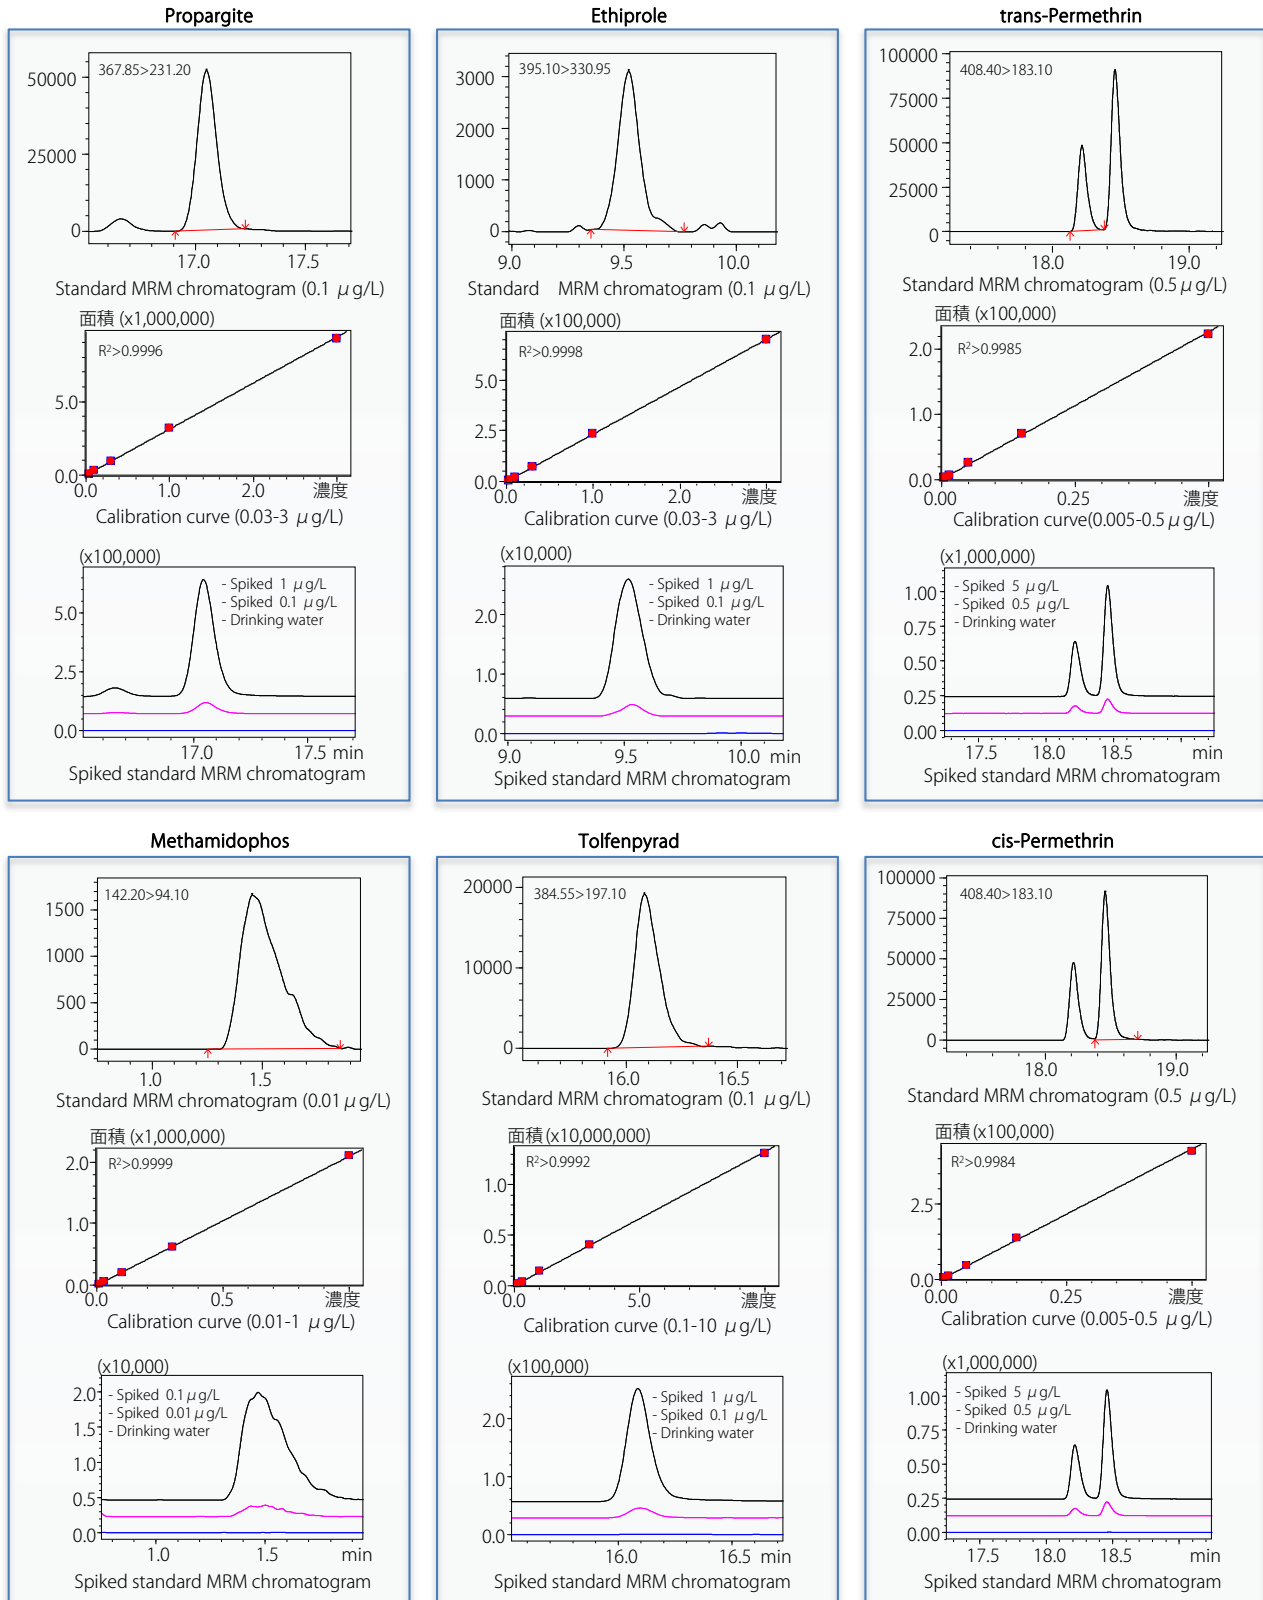 Propargite
367.85>231.20
50000
25000
0
17.0 17.5
Standard MRM chromatogram (0.1 μg/L)
面積 (x1,000,000)
R²>0.9996
5.0
0.0
0.0 1.0 2.0 濃度
Calibration curve (0.03-3 μg/L)
(x100,000)
- Spiked 1 μg/L
- Spiked 0.1 μg/L
- Drinking water
5.0
2.5
0.0
17.0 17.5 min
Spiked standard MRM chromatogram
Ethiprole
395.10>330.95
3000
2000
1000
0
9.0 9.5 10.0
Standard MRM chromatogram (0.1 μg/L)
面積 (x100,000)
R²>0.9998
5.0
2.5
0.0
0.0 1.0 2.0 濃度
Calibration curve (0.03-3 μg/L)
(x10,000)
- Spiked 1 μg/L
- Spiked 0.1 μg/L
- Drinking water
2.0
1.0
0.0
9.0 9.5 10.0 min
Spiked standard MRM chromatogram
trans-Permethrin
100000
408.40>183.10
75000
50000
25000
0
18.0 19.0
Standard MRM chromatogram (0.5 μg/L)
面積 (x100,000)
R²>0.9985
2.0
1.0
0.0
0.00 0.25 濃度
Calibration curve(0.005-0.5 μg/L)
(x1,000,000)
- Spiked 5 μg/L
- Spiked 0.5 μg/L
- Drinking water
1.00
0.75
0.50
0.25
0.00
17.5 18.0 18.5 min
Spiked standard MRM chromatogram
Methamidophos
142.20>94.10
1500
1000
500
0
1.0 1.5
Standard MRM chromatogram (0.01 μg/L)
面積 (x1,000,000)
R²>0.9999
2.0
1.0
0.0
0.0 0.5 濃度
Calibration curve (0.01-1 μg/L)
(x10,000)
- Spiked 0.1 μg/L
- Spiked 0.01 μg/L
- Drinking water
2.0
1.5
1.0
0.5
0.0
1.0 1.5 min
Spiked standard MRM chromatogram
Tolfenpyrad
384.55>197.10
20000
10000
0
16.0 16.5
Standard MRM chromatogram (0.1 μg/L)
面積 (x10,000,000)
R²>0.9992
1.0
0.5
0.0
0.0 5.0 濃度
Calibration curve (0.1-10 μg/L)
(x100,000)
- Spiked 1 μg/L
- Spiked 0.1 μg/L
- Drinking water
2.0
1.0
0.0
16.0 16.5 min
Spiked standard MRM chromatogram
cis-Permethrin
100000
408.40>183.10
75000
50000
25000
0
18.0 19.0
Standard MRM chromatogram (0.5 μg/L)
面積 (x100,000)
R²>0.9984
2.5
0.0
0.00 0.25 濃度
Calibration curve (0.005-0.5 μg/L)
(x1,000,000)
- Spiked 5 μg/L
- Spiked 0.5 μg/L
- Drinking water
1.00
0.75
0.50
0.25
0.00
17.5 18.0 18.5 min
Spiked standard MRM chromatogram